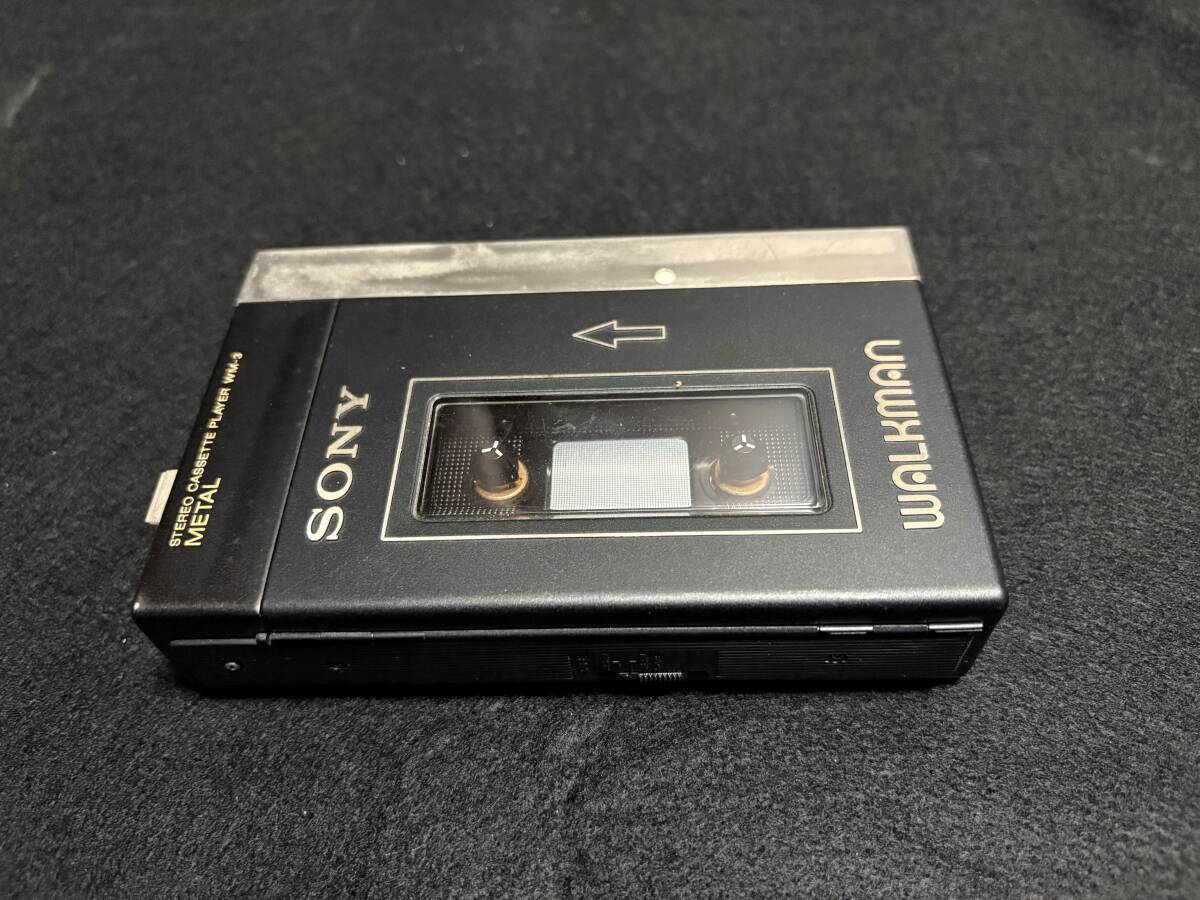 STEREO CASSETTE PLAYER WM-3
METAL
SONY
WALKMAN